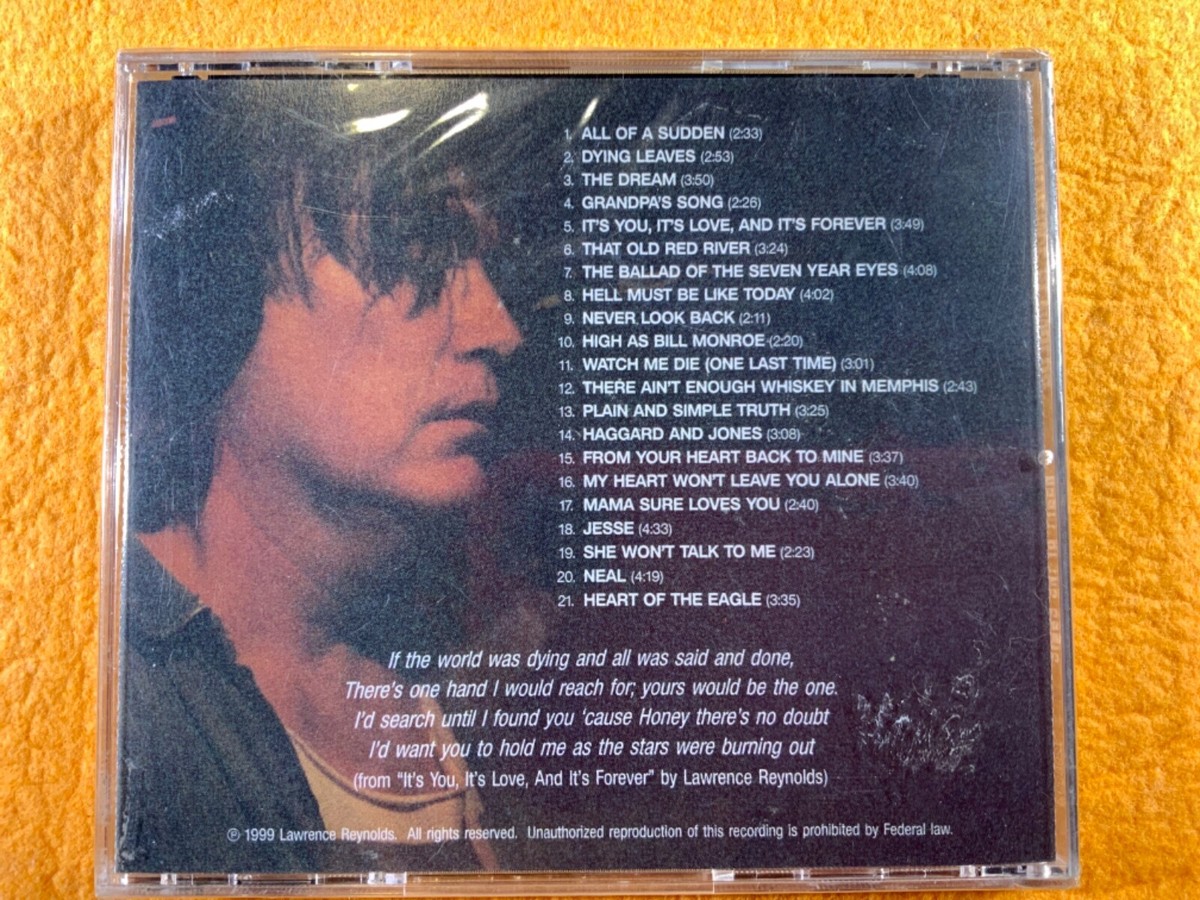 1. ALL OF A SUDDEN (2:33)
2. DYING LEAVES (2:53)
3. THE DREAM (3:50)
4. GRANDPA'S SONG (2:26)
5. IT'S YOU, IT'S LOVE, AND IT'S FOREVER (3:49)
6. THAT OLD RED RIVER (3:24)
7. THE BALLAD OF THE SEVEN YEAR EYES (4:08)
8. HELL MUST BE LIKE TODAY (4:02)
9. NEVER LOOK BACK (2:11)
10. HIGH AS BILL MONROE (2:20)
11. WATCH ME DIE (ONE LAST TIME) (3:01)
12. THERE AIN'T ENOUGH WHISKEY IN MEMPHIS (2:43)
13. PLAIN AND SIMPLE TRUTH (3:25)
14. HAGGARD AND JONES (3:08)
15. FROM YOUR HEART BACK TO MINE (3:37)
16. MY HEART WON'T LEAVE YOU ALONE (3:40)
17. MAMA SURE LOVES YOU (2:40)
18. JESSE (4:33)
19. SHE WON'T TALK TO ME (2:23)
20. NEAL (4:19)
21. HEART OF THE EAGLE (3:35)
If the world was dying and all was said and done,
There's one hand I would reach for; yours would be the one.
I'd search until I found you 'cause Honey there's no doubt
I'd want you to hold me as the stars were burning out
(from "It's You, It's Love, And It's Forever" by Lawrence Reynolds)
℗ 1999 Lawrence Reynolds. All rights reserved. Unauthorized reproduction of this recording is prohibited by Federal law.